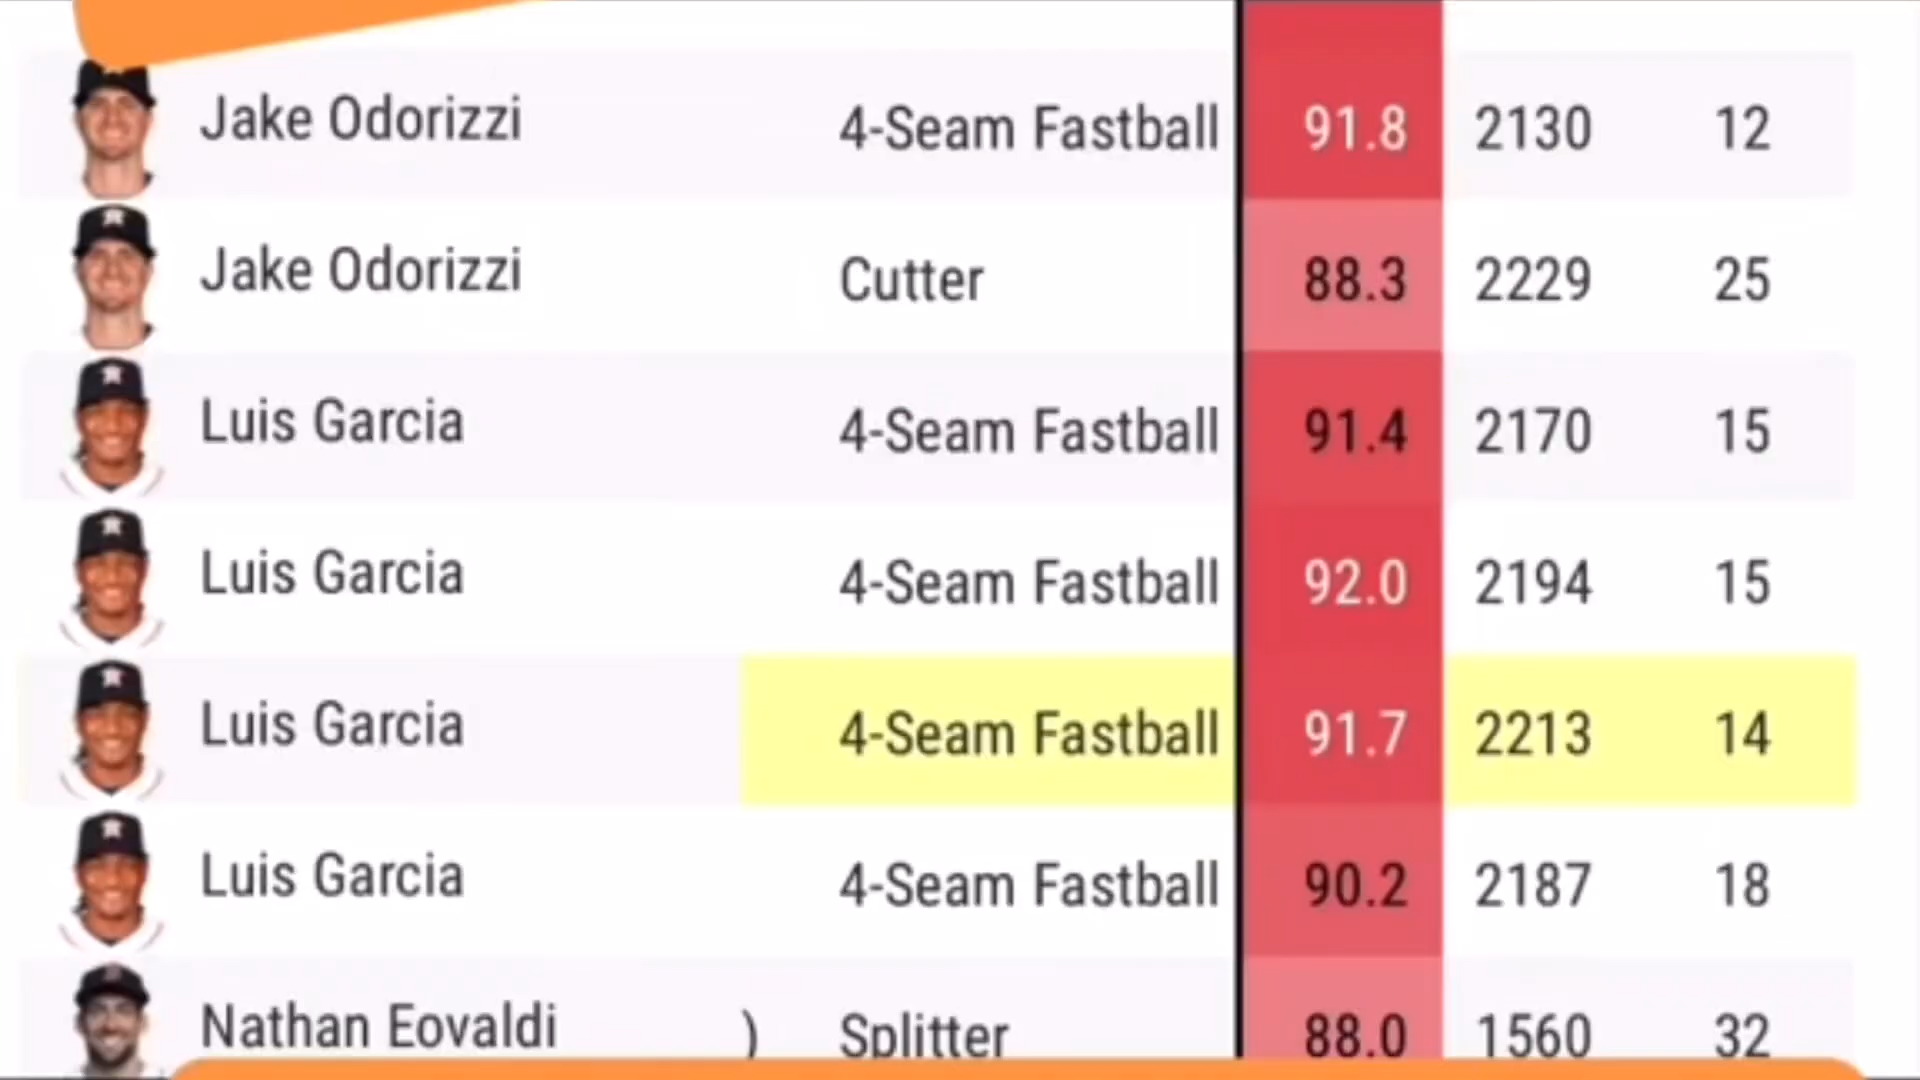 Jake Odorizzi 4-Seam Fastball 91.8 2130 12
Jake Odorizzi Cutter 88.3 2229 25
Luis Garcia 4-Seam Fastball 91.4 2170 15
Luis Garcia 4-Seam Fastball 92.0 2194 15
Luis Garcia 4-Seam Fastball 91.7 2213 14
Luis Garcia 4-Seam Fastball 90.2 2187 18
Nathan Eovaldi ) Splitter 88.0 1560 32